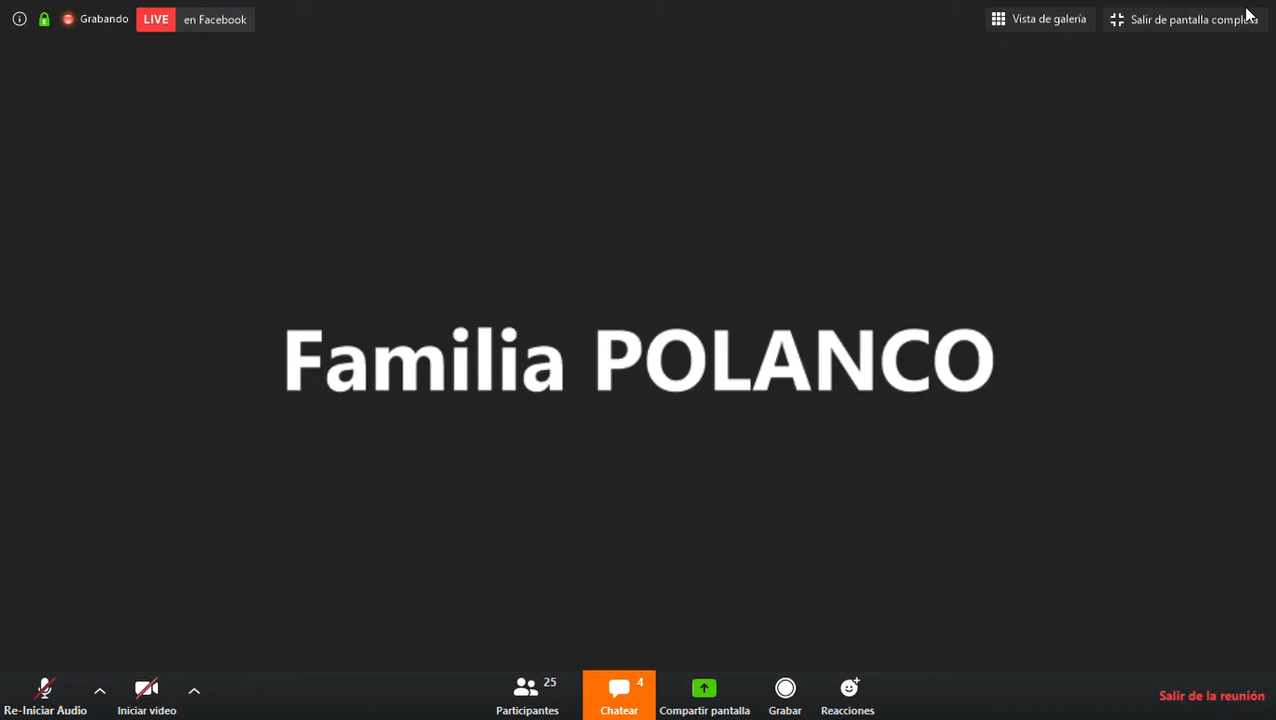 Grabando
LIVE en Facebook
Vista de galería
Salir de pantalla completa
Familia POLANCO
Re-Iniciar Audio
Iniciar video
25
Participantes
4
Chatear
Compartir pantalla
Grabar
Reacciones
Salir de la reunión